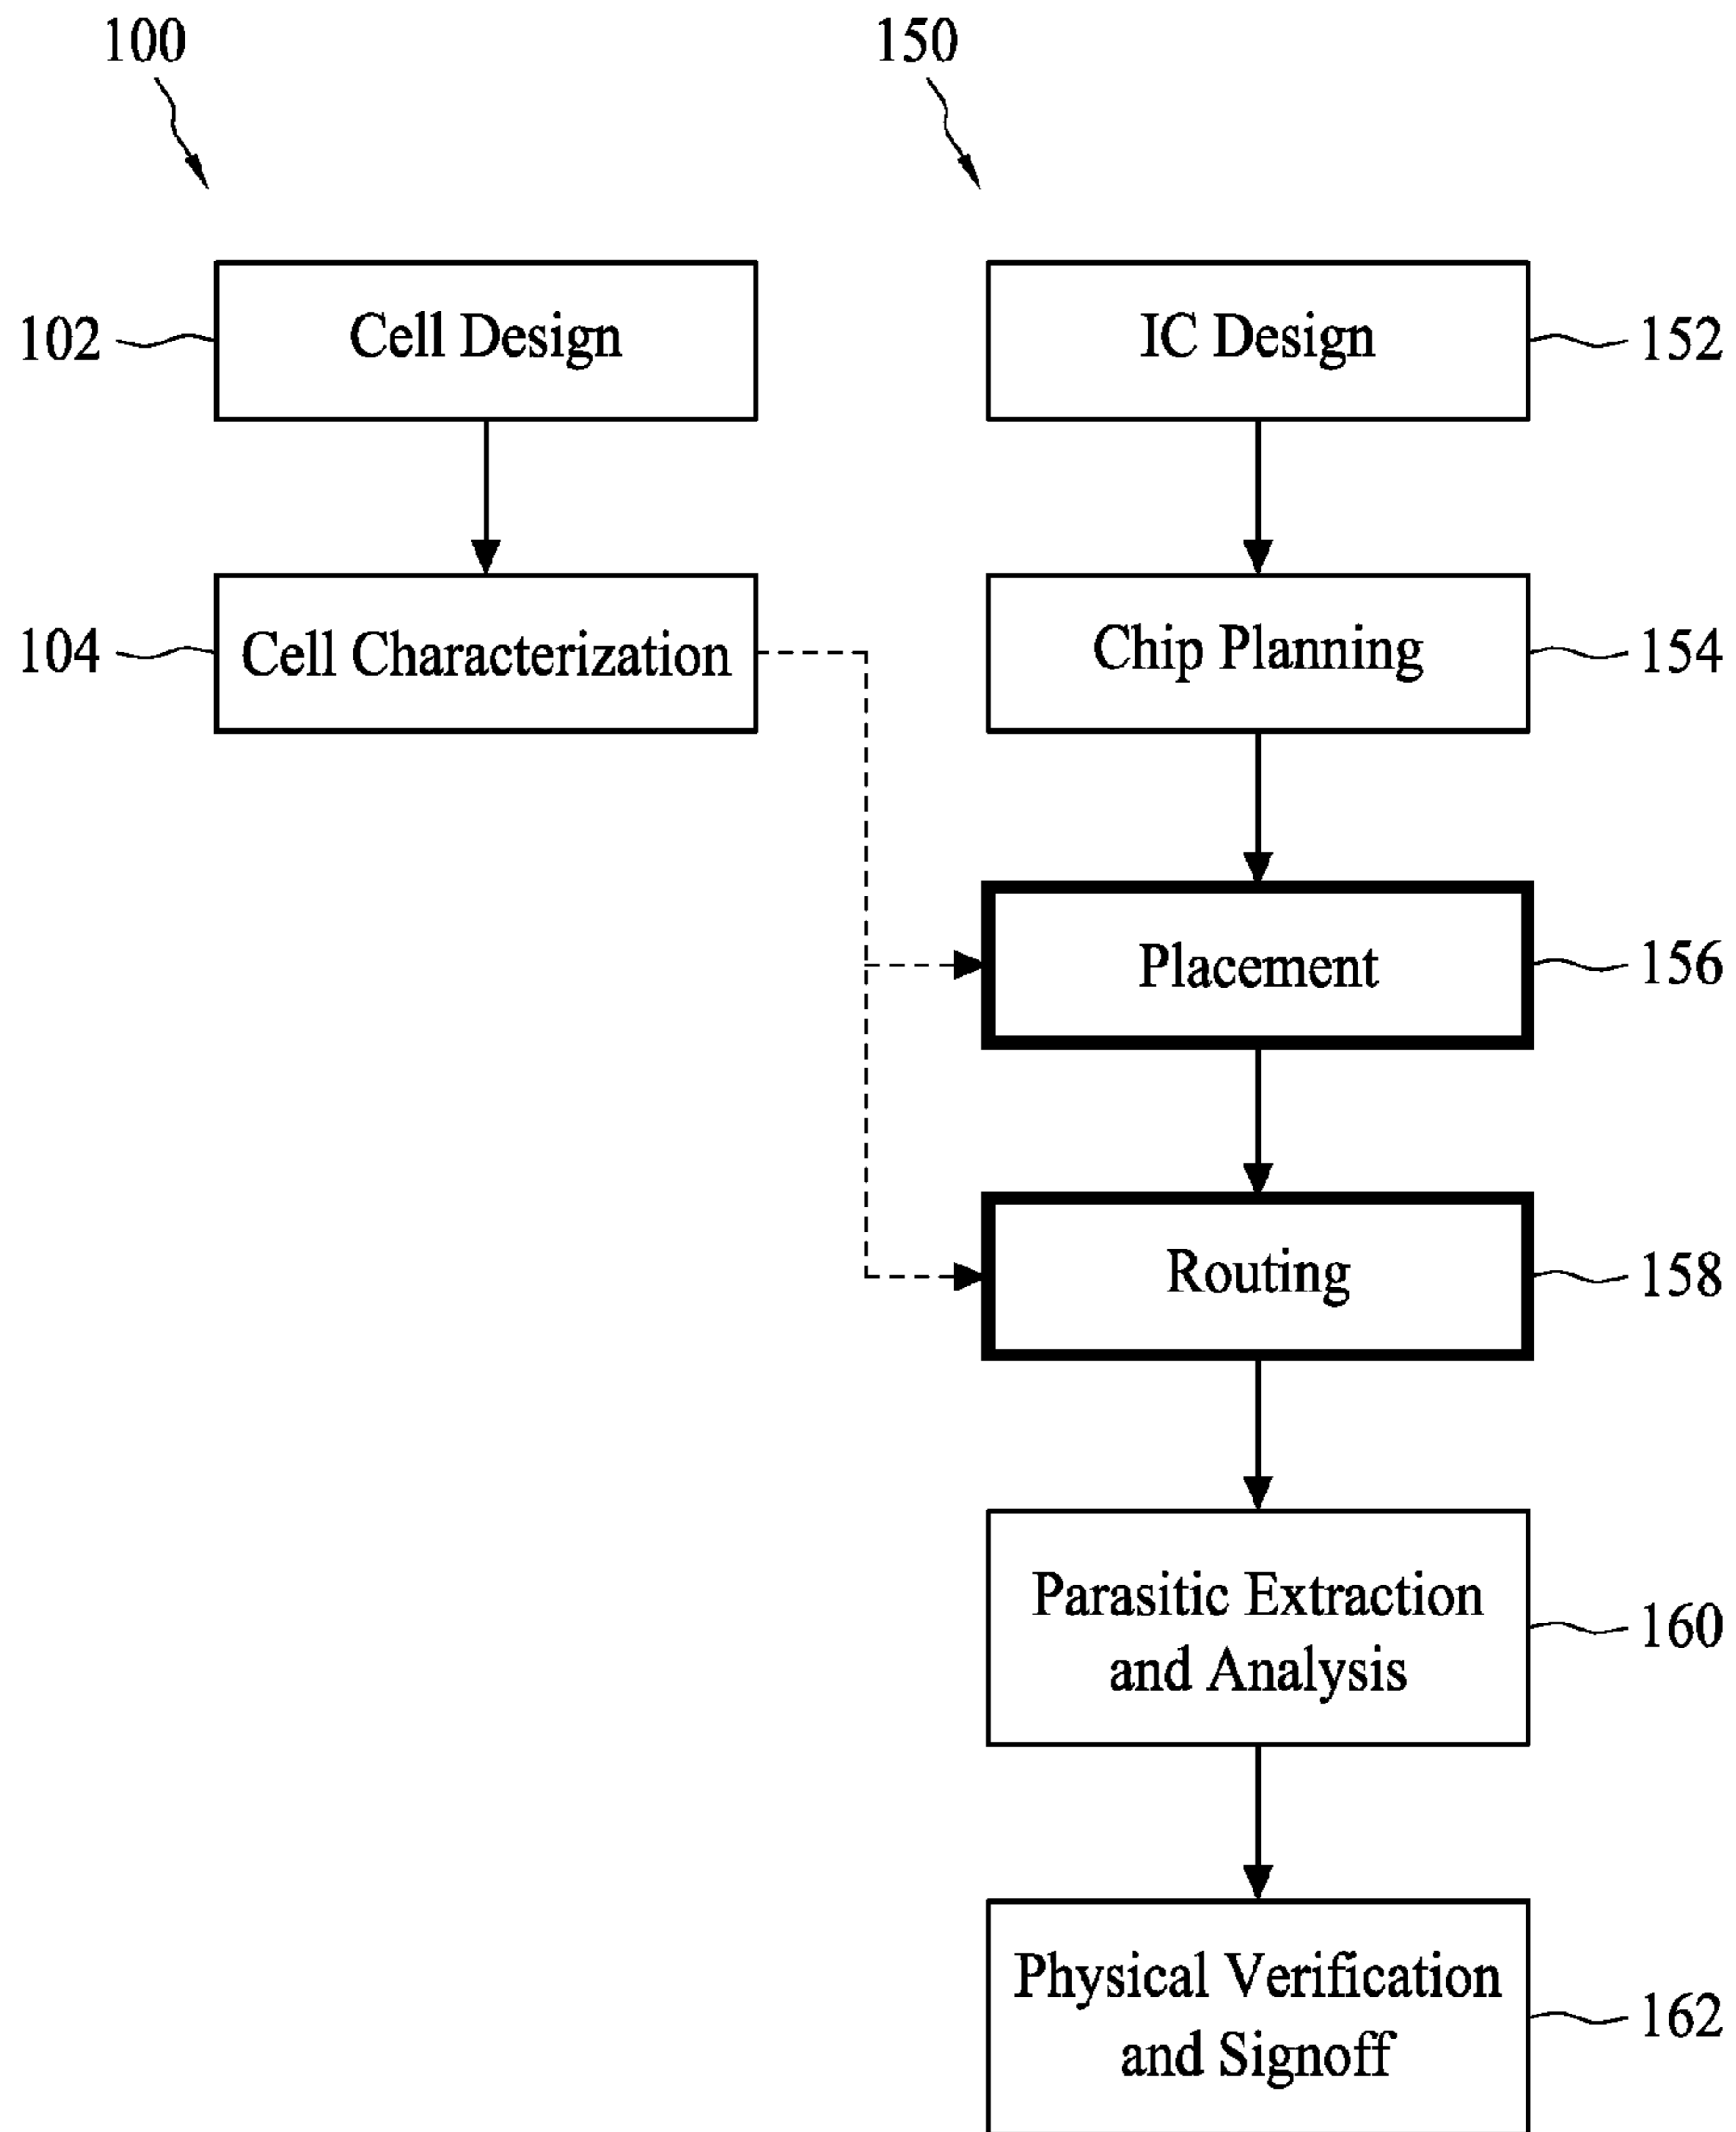 100
150
102
Cell Design
IC Design
152
104
Cell Characterization
Chip Planning
154
Placement
156
Routing
158
Parasitic Extraction
and Analysis
160
Physical Verification
and Signoff
162